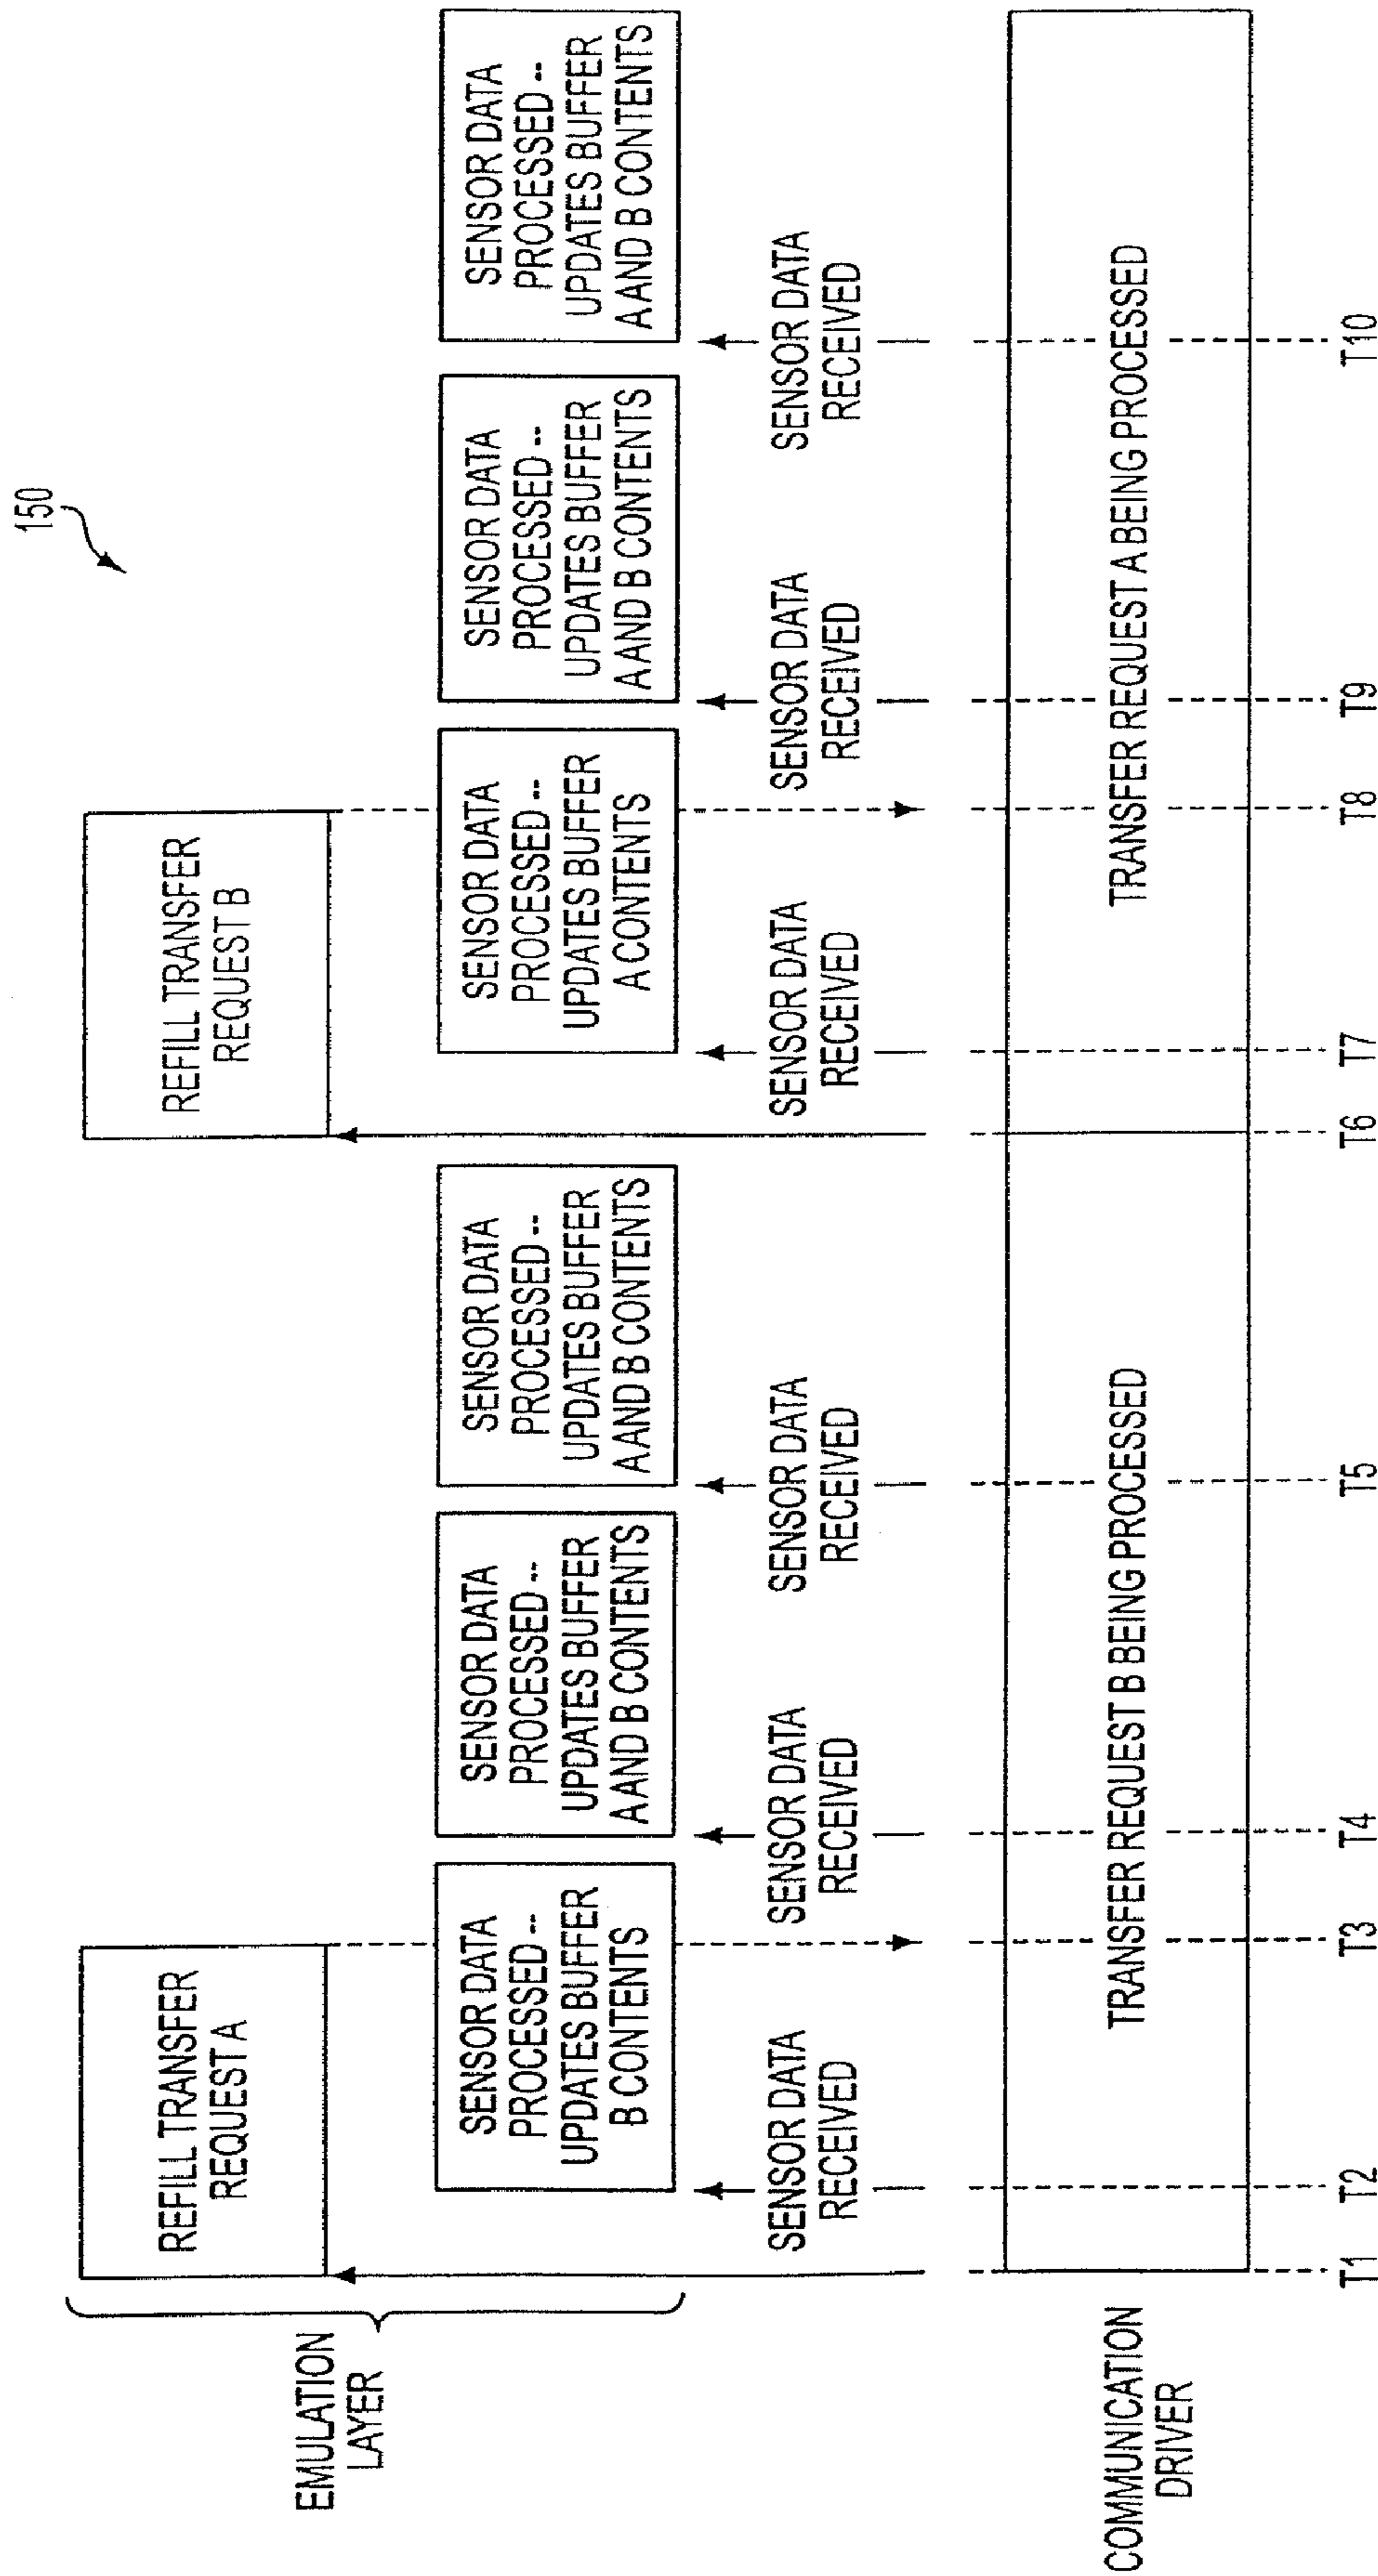 150
REFILL TRANSFER
REQUEST A
REFILL TRANSFER
REQUEST B
EMULATION
LAYER
SENSOR DATA
PROCESSED --
UPDATES BUFFER
B CONTENTS
SENSOR DATA
PROCESSED --
UPDATES BUFFER
A AND B CONTENTS
SENSOR DATA
PROCESSED --
UPDATES BUFFER
A AND B CONTENTS
SENSOR DATA
PROCESSED --
UPDATES BUFFER
A CONTENTS
SENSOR DATA
PROCESSED --
UPDATES BUFFER
A AND B CONTENTS
SENSOR DATA
PROCESSED --
UPDATES BUFFER
A AND B CONTENTS
SENSOR DATA
RECEIVED
SENSOR DATA
RECEIVED
SENSOR DATA
RECEIVED
SENSOR DATA
RECEIVED
SENSOR DATA
RECEIVED
SENSOR DATA
RECEIVED
COMMUNICATION
DRIVER
TRANSFER REQUEST B BEING PROCESSED
TRANSFER REQUEST A BEING PROCESSED
T1 T2 T3 T4 T5 T6 T7 T8 T9 T10